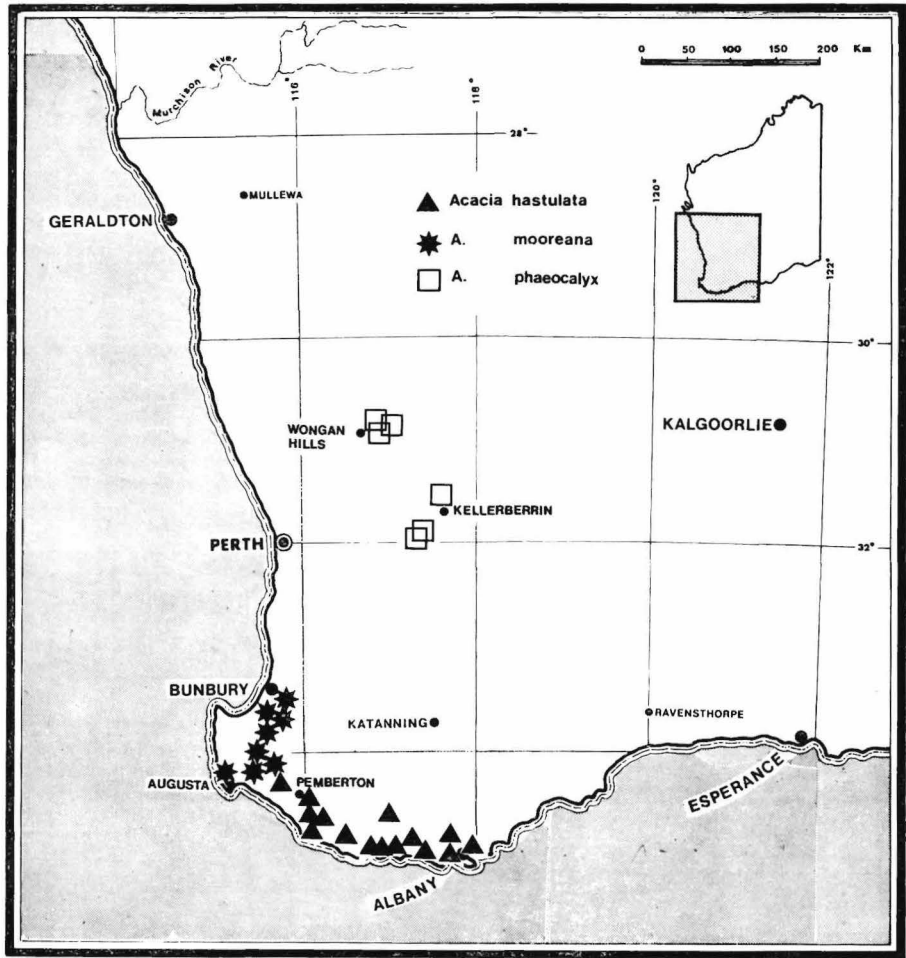 0 50 100 150 200 Km
Murchison River
116°
118°
28°
MULLEWA
GERALDTON
120°
122°
Acacia hastulata
A. mooreana
A. phaeocalyx
30°
WONGAN
HILLS
KALGOORLIE
KELLERBERRIN
PERTH
32°
BUNBURY
KATANNING
RAVENSTHORPE
AUGUSTA
PEMBERTON
ESPERANCE
ALBANY